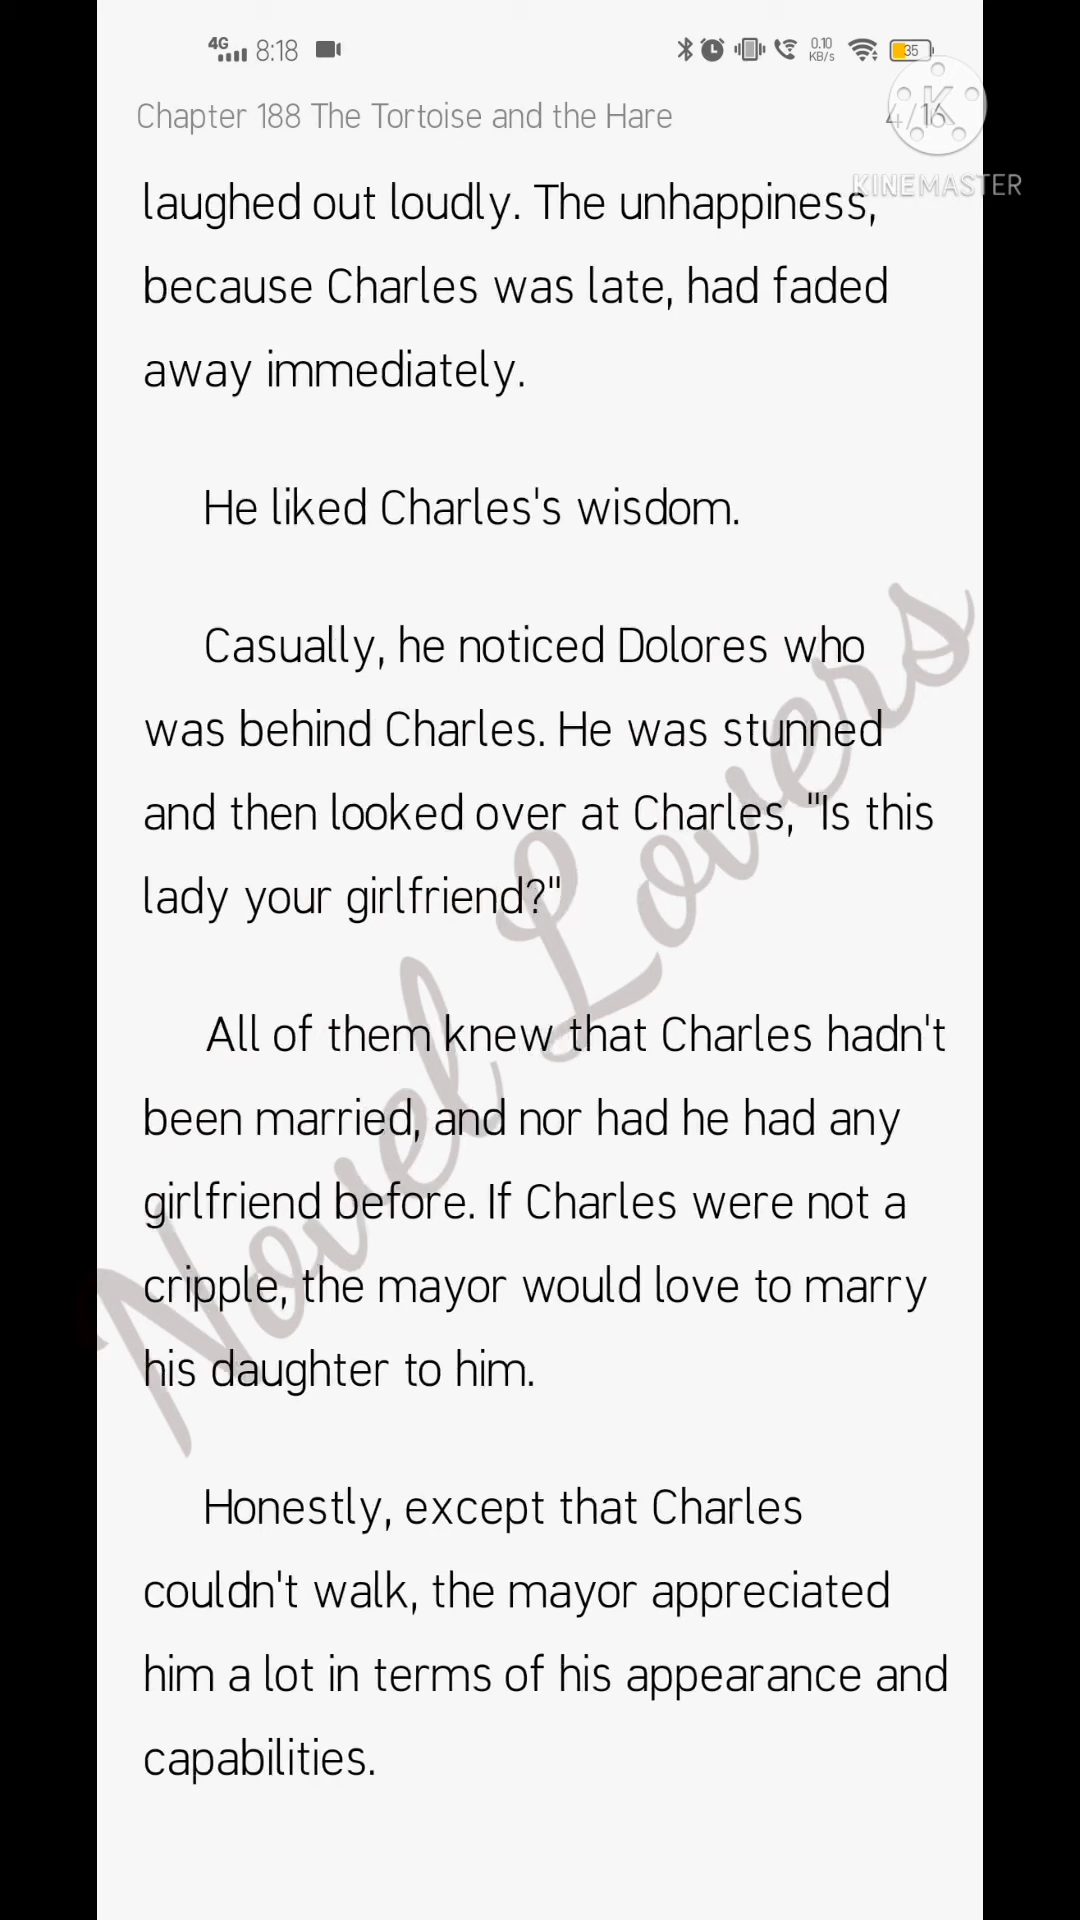 4G 8:18 0.10 KB/s 35
Chapter 188 The Tortoise and the Hare 4/16
K
KINEMASTER
laughed out loudly. The unhappiness,
because Charles was late, had faded
away immediately.
He liked Charles's wisdom.
Casually, he noticed Dolores who
was behind Charles. He was stunned
and then looked over at Charles, "Is this
lady your girlfriend?"
All of them knew that Charles hadn't
been married, and nor had he had any
girlfriend before. If Charles were not a
cripple, the mayor would love to marry
his daughter to him.
Honestly, except that Charles
couldn't walk, the mayor appreciated
him a lot in terms of his appearance and
capabilities.
Novel Lovers